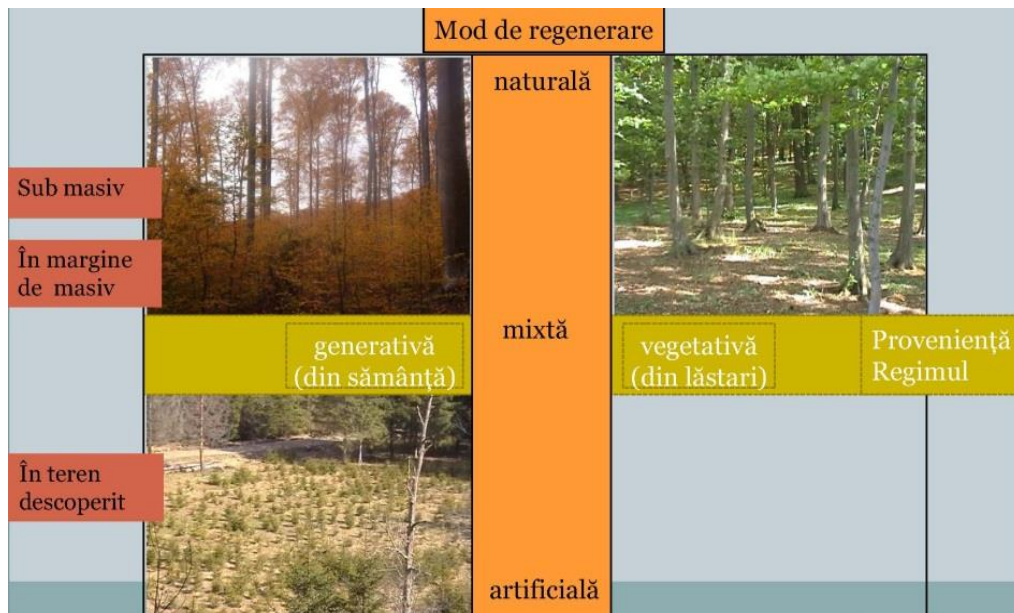 Mod de regenerare
naturală
Sub masiv
În margine
de masiv
mixtă
generativă
(din sămânță)
vegetativă
(din lăstari)
Proveniență
Regimul
În teren
descoperit
artificială